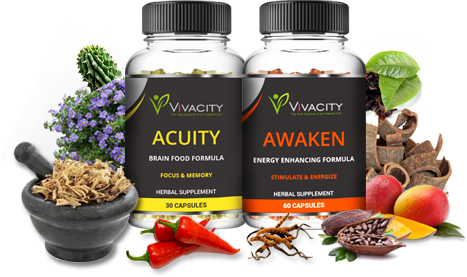 VIVACITY
ACUITY
BRAIN FOOD FORMULA
FOCUS & MEMORY
HERBAL SUPPLEMENT
30 CAPSULES
VIVACITY
AWAKEN
ENERGY ENHANCING FORMULA
STIMULATE & ENERGIZE
HERBAL SUPPLEMENT
60 CAPSULES